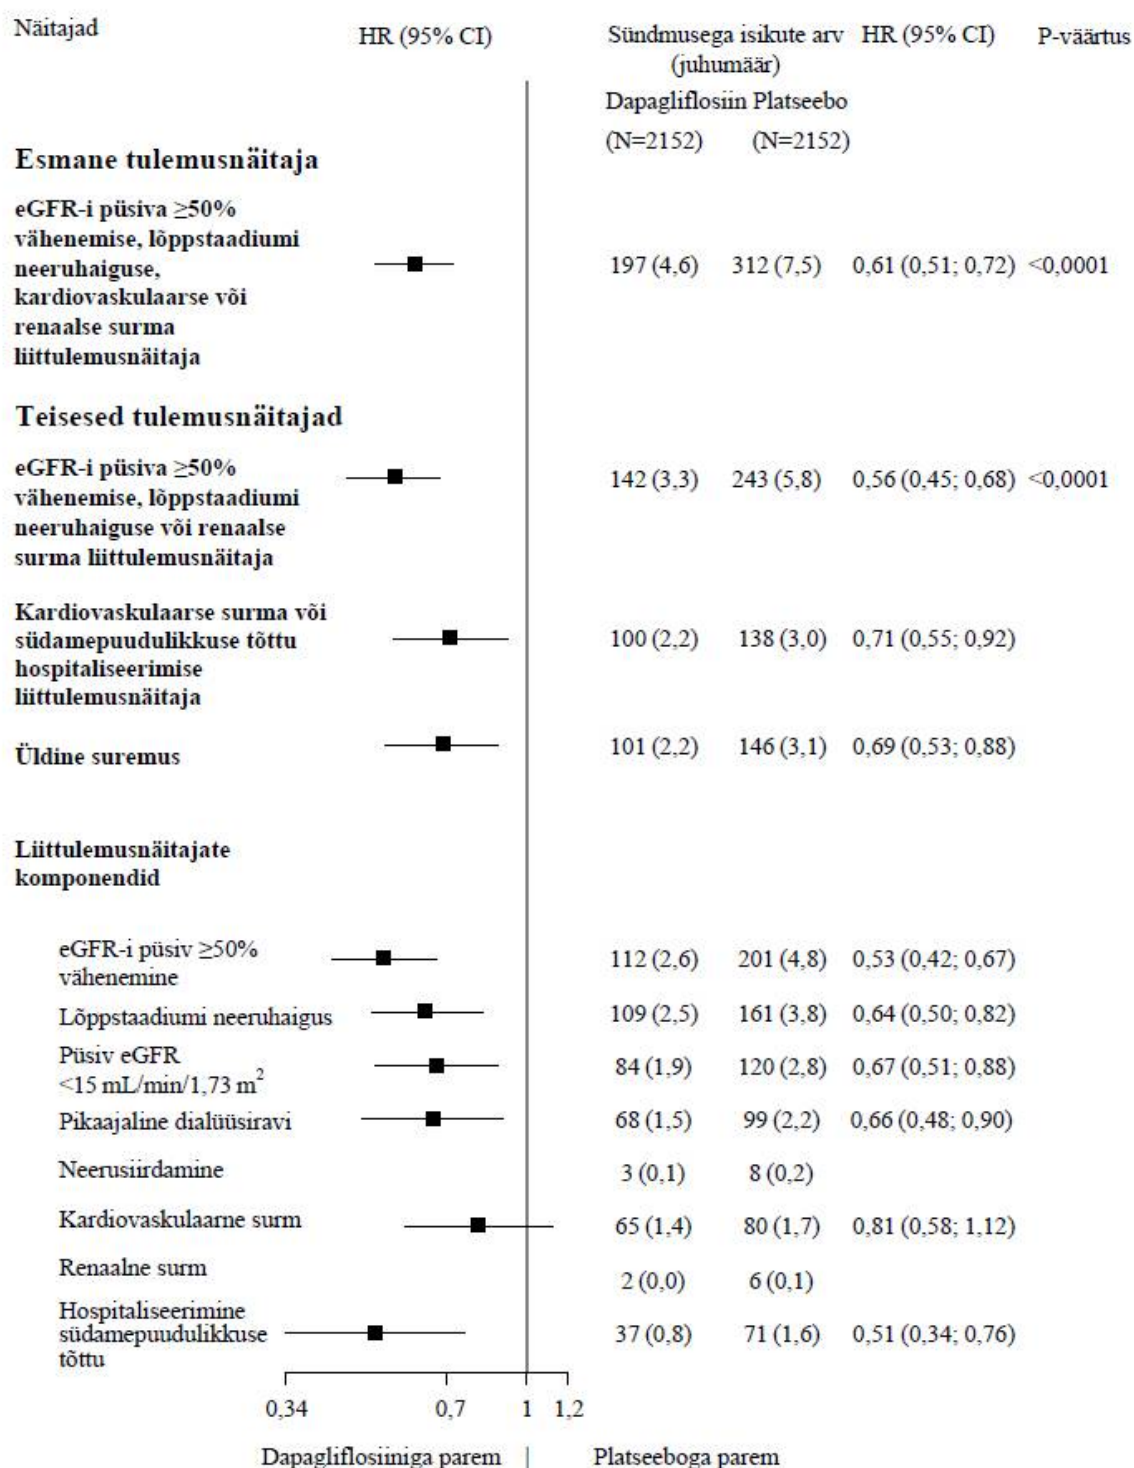 Näitajad HR (95% CI) Sündmusega isikute arv HR (95% CI) P-väärtus
(juhumäär)
Dapagliflosiin Platseebo
(N=2152) (N=2152)
Esmane tulemusnäitaja
eGFR-i püsiva ≥50%
vähenemise, lõppstaadiumi
neeruhaiguse, 197 (4,6) 312 (7,5) 0,61 (0,51; 0,72) <0,0001
kardiovaskulaarse või
renaalse surma
liittulemusnäitaja
Teisesed tulemusnäitajad
eGFR-i püsiva ≥50% 142 (3,3) 243 (5,8) 0,56 (0,45; 0,68) <0,0001
vähenemise, lõppstaadiumi
neeruhaiguse või renaalse
surma liittulemusnäitaja
Kardiovaskulaarse surma või
südamepuudulikkuse tõttu 100 (2,2) 138 (3,0) 0,71 (0,55; 0,92)
hospitaliseerimise
liittulemusnäitaja
Üldine suremus 101 (2,2) 146 (3,1) 0,69 (0,53; 0,88)
Liittulemusnäitajate
komponendid
eGFR-i püsiv ≥50% 112 (2,6) 201 (4,8) 0,53 (0,42; 0,67)
vähenemine
Lõppstaadiumi neeruhaigus 109 (2,5) 161 (3,8) 0,64 (0,50; 0,82)
Püsiv eGFR 84 (1,9) 120 (2,8) 0,67 (0,51; 0,88)
<15 mL/min/1,73 m²
Pikaajaline dialüüsiravi 68 (1,5) 99 (2,2) 0,66 (0,48; 0,90)
Neerusiirdamine 3 (0,1) 8 (0,2)
Kardiovaskulaarne surm 65 (1,4) 80 (1,7) 0,81 (0,58; 1,12)
Renaalne surm 2 (0,0) 6 (0,1)
Hospitaliseerimine
südamepuudulikkuse 37 (0,8) 71 (1,6) 0,51 (0,34; 0,76)
tõttu
0,34 0,7 1 1,2
Dapagliflosiiniga parem | Platseeboga parem